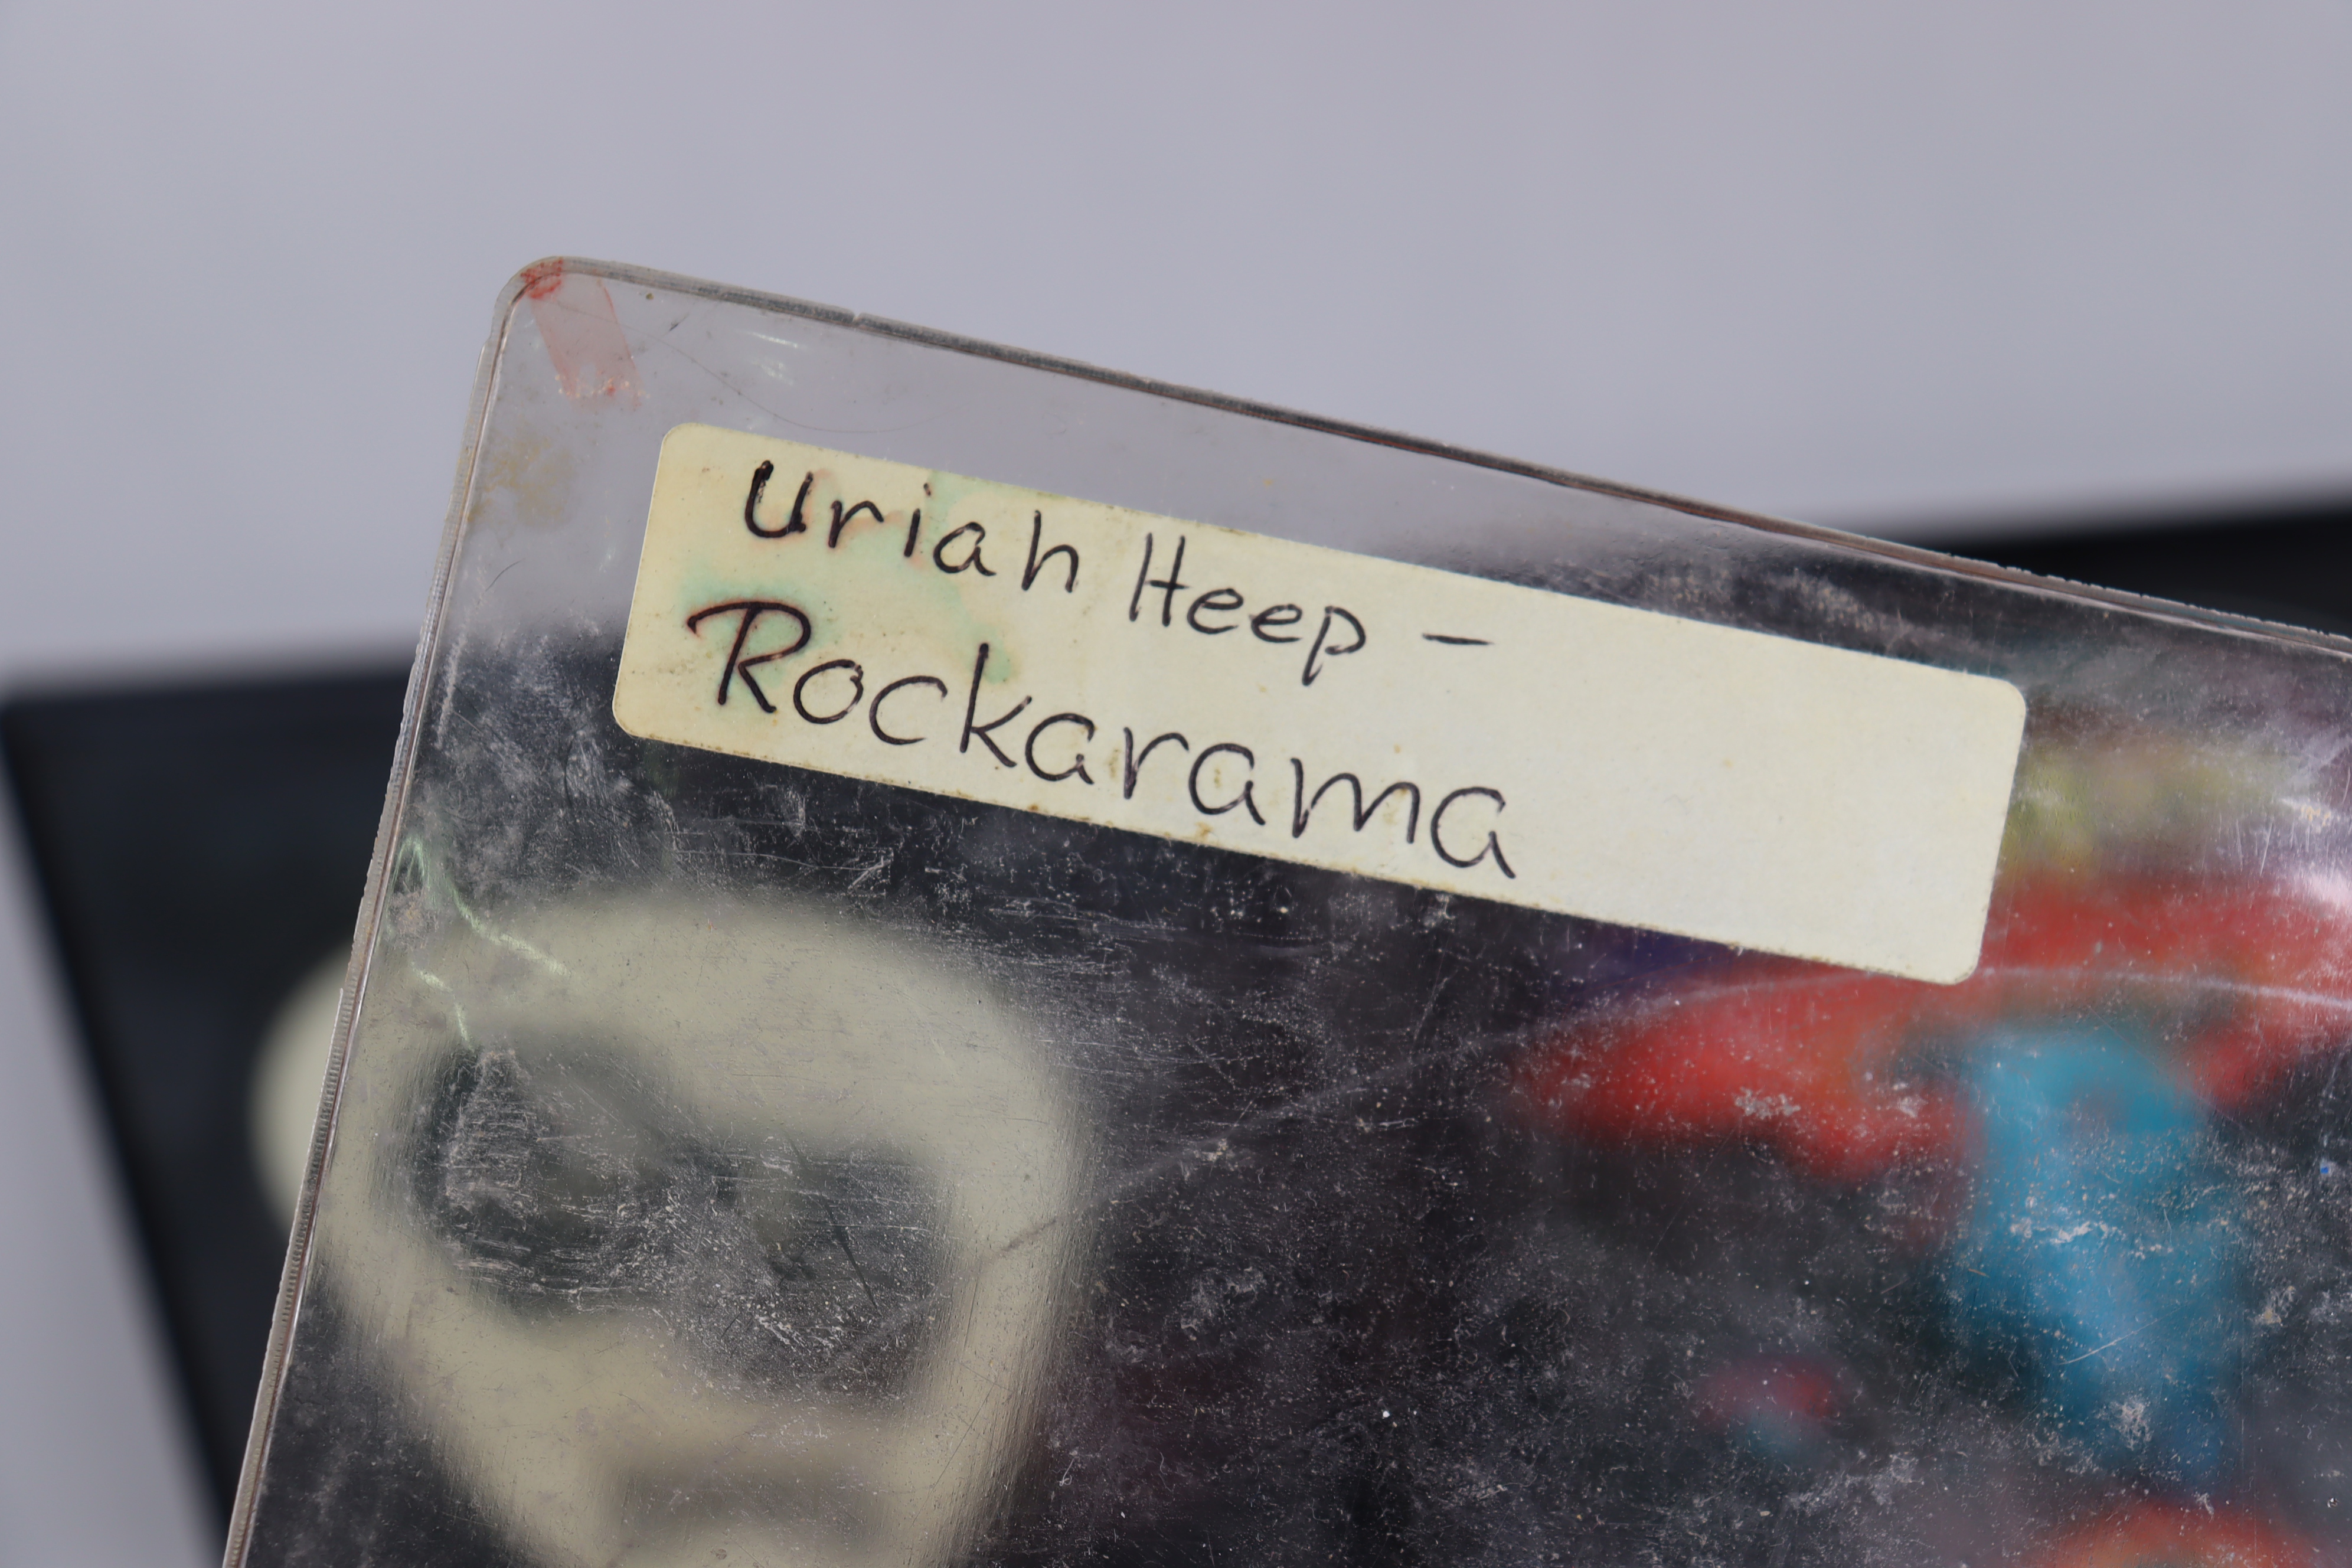 Uriah Heep -
Rockarama